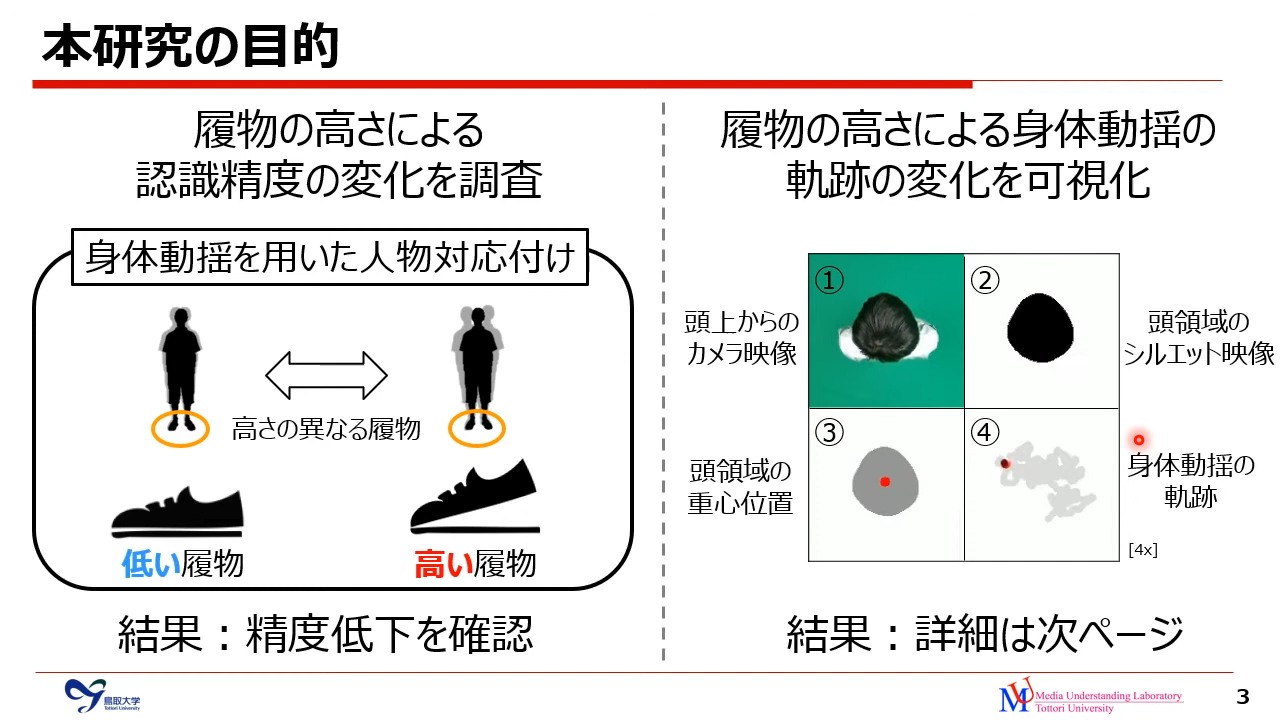 本研究の目的
履物の高さによる
認識精度の変化を調査
身体動揺を用いた人物対応付け
高さの異なる履物
低い履物
高い履物
結果：精度低下を確認
履物の高さによる身体動揺の
軌跡の変化を可視化
①
②
頭上からの
カメラ映像
頭領域の
シルエット映像
③
④
頭領域の
重心位置
身体動揺の
軌跡
[4x]
結果：詳細は次ページ
鳥取大学
Tottori University
MU
Media Understanding Laboratory
Tottori University
3